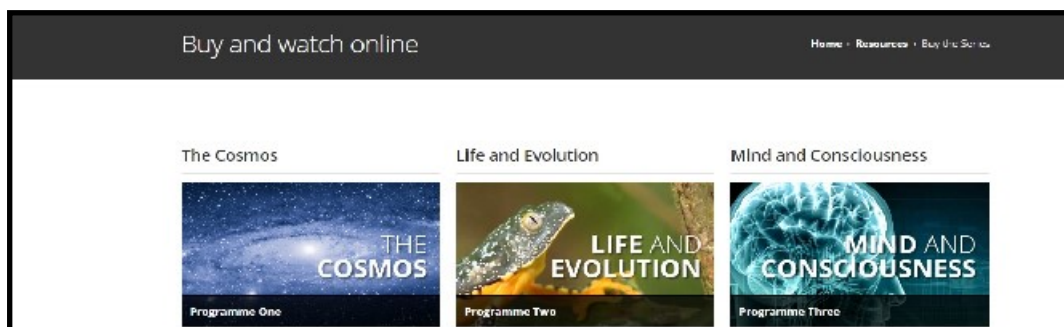 Buy and watch online
Home › Resources › Buy the Series
The Cosmos
THE
COSMOS
Programme One
Life and Evolution
LIFE AND
EVOLUTION
Programme Two
Mind and Consciousness
MIND AND
CONSCIOUSNESS
Programme Three